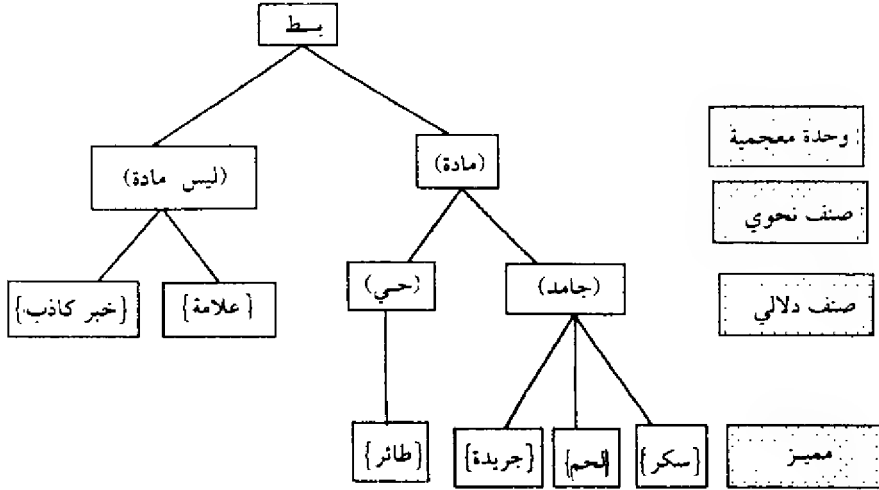 بط
وحدة معجمية
(مادة)
(ليس مادة)
صنف نحوي
صنف دلالي
(جامد)
(حي)
{علامة}
{خبر كاذب}
مميز
{سكر}
{لحم}
{جريدة}
{طائر}